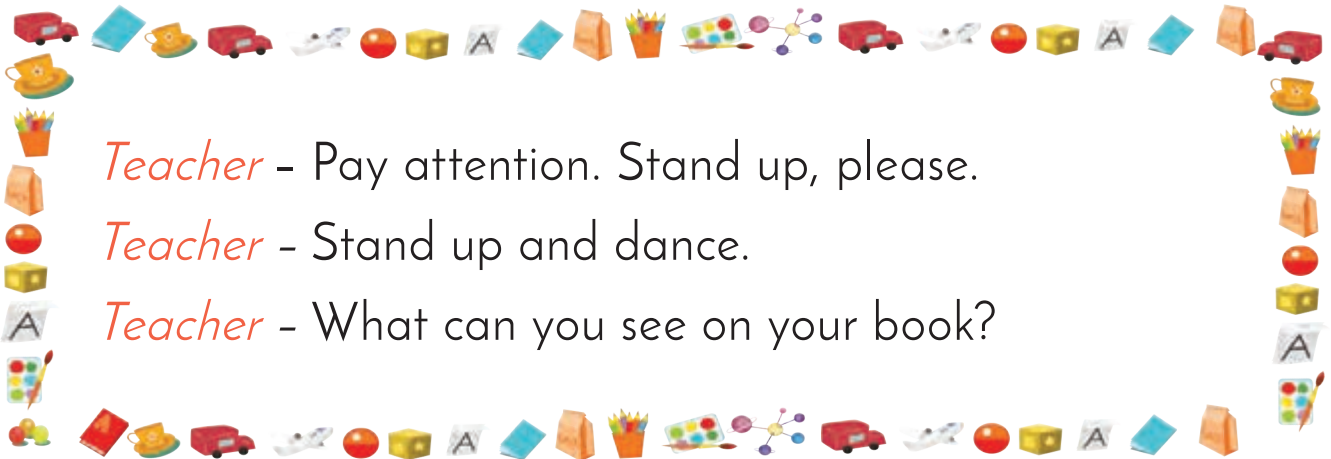 Teacher – Pay attention. Stand up, please.
Teacher – Stand up and dance.
Teacher – What can you see on your book?